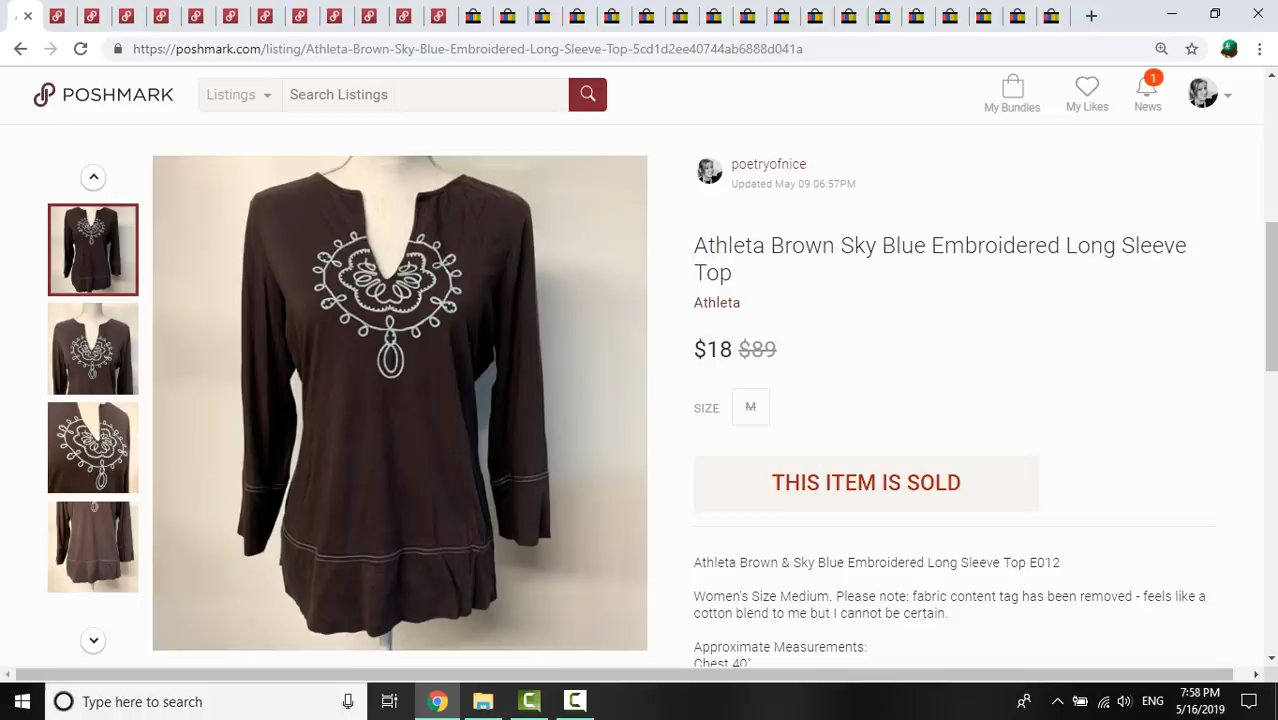 https://poshmark.com/listing/Athleta-Brown-Sky-Blue-Embroidered-Long-Sleeve-Top-5cd1d2ee40744ab6888d041a
POSHMARK
Listings
Search Listings
My Bundles
My Likes
1
News
poetryofnice
Updated May 09 06:57PM
Athleta Brown Sky Blue Embroidered Long Sleeve
Top
Athleta
$18 $89
SIZE M
THIS ITEM IS SOLD
Athleta Brown & Sky Blue Embroidered Long Sleeve Top E012
Women's Size Medium. Please note: fabric content tag has been removed - feels like a
cotton blend to me but I cannot be certain.
Approximate Measurements:
Chest 40"
Type here to search
ENG
7:58 PM
5/16/2019